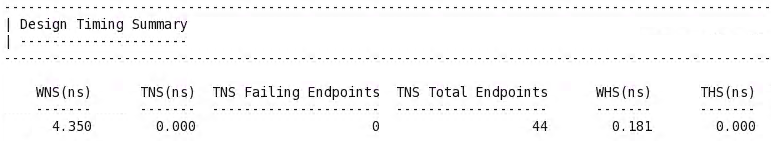 ------------------------------------------------------------------------------------------------
| Design Timing Summary
| ---------------------
------------------------------------------------------------------------------------------------
    WNS(ns)      TNS(ns)  TNS Failing Endpoints  TNS Total Endpoints      WHS(ns)      THS(ns)
    -------      -------  ---------------------  -------------------      -------      -------
      4.350        0.000                      0                   44        0.181        0.000